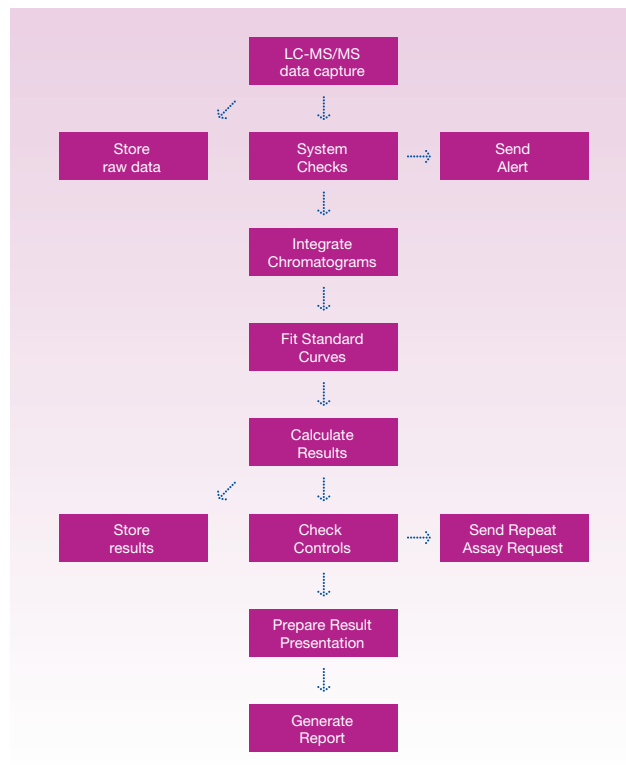 LC-MS/MS
data capture
Store
raw data
System
Checks
Send
Alert
Integrate
Chromatograms
Fit Standard
Curves
Calculate
Results
Store
results
Check
Controls
Send Repeat
Assay Request
Prepare Result
Presentation
Generate
Report